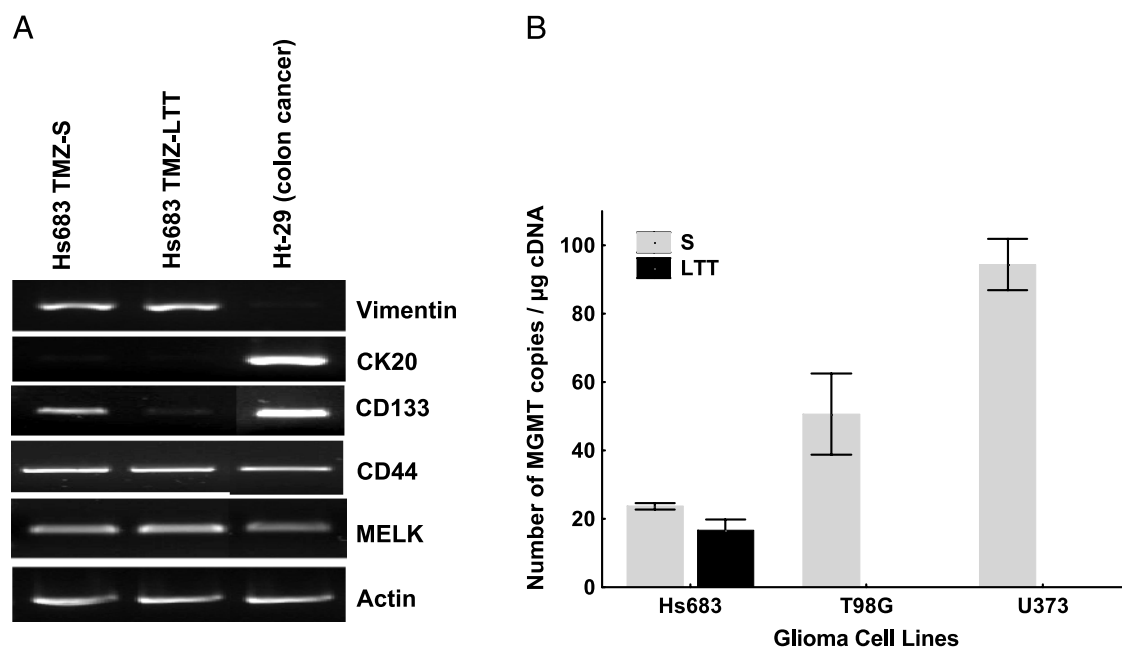 A
Hs683 TMZ-S
Hs683 TMZ-LTT
Ht-29 (colon cancer)
Vimentin
CK20
CD133
CD44
MELK
Actin
B
Number of MGMT copies / µg cDNA
100
80
60
40
20
0
S
LTT
Hs683
T98G
U373
Glioma Cell Lines